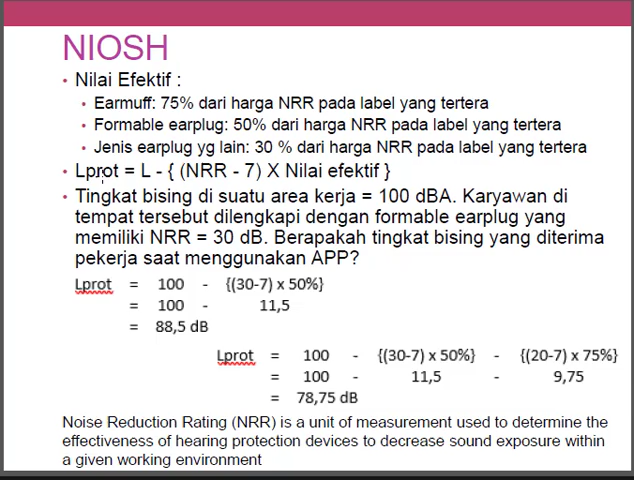 NIOSH
• Nilai Efektif :
• Earmuff: 75% dari harga NRR pada label yang tertera
• Formable earplug: 50% dari harga NRR pada label yang tertera
• Jenis earplug yg lain: 30 % dari harga NRR pada label yang tertera
• Lprot = L - { (NRR - 7) X Nilai efektif }
• Tingkat bising di suatu area kerja = 100 dBA. Karyawan di
tempat tersebut dilengkapi dengan formable earplug yang
memiliki NRR = 30 dB. Berapakah tingkat bising yang diterima
pekerja saat menggunakan APP?
Lprot = 100 - {(30-7) x 50%}
= 100 - 11,5
= 88,5 dB
Lprot = 100 - {(30-7) x 50%} - {(20-7) x 75%}
= 100 - 11,5 - 9,75
= 78,75 dB
Noise Reduction Rating (NRR) is a unit of measurement used to determine the
effectiveness of hearing protection devices to decrease sound exposure within
a given working environment